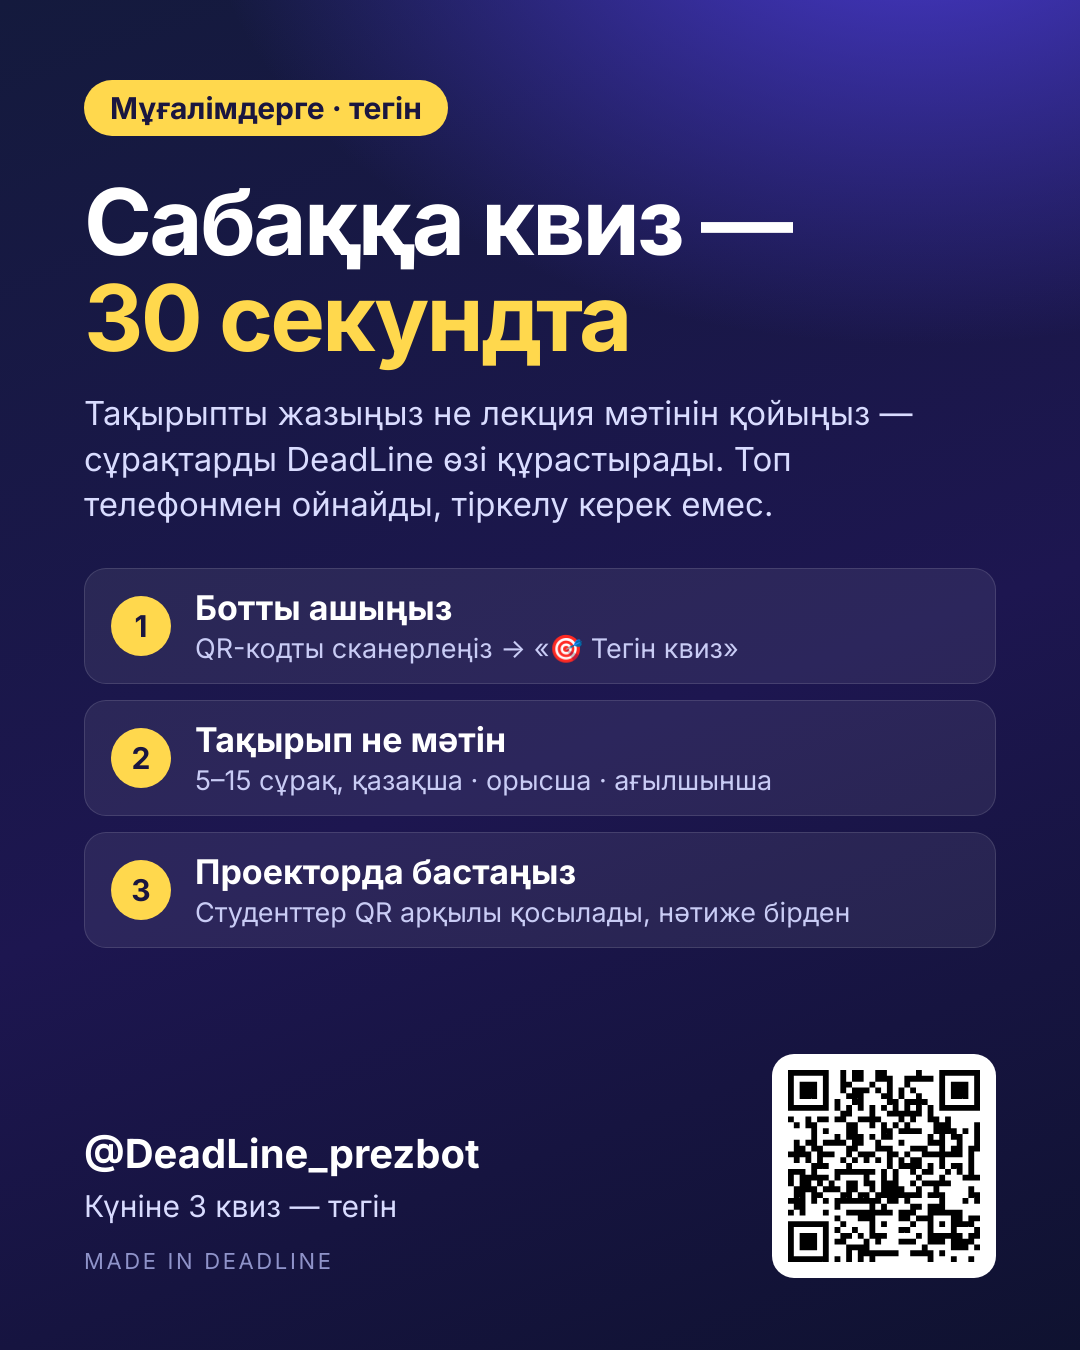 Мұғалімдерге · тегін
Сабаққа квиз —
30 секундта
Тақырыпты жазыңыз не лекция мәтінін қойыңыз —
сұрақтарды DeadLine өзі құрастырады. Топ
телефонмен ойнайды, тіркелу керек емес.
1
Ботты ашыңыз
QR-кодты сканерлеңіз → «🎯 Тегін квиз»
2
Тақырып не мәтін
5–15 сұрақ, қазақша · орысша · ағылшынша
3
Проекторда бастаңыз
Студенттер QR арқылы қосылады, нәтиже бірден
@DeadLine_prezbot
Күніне 3 квиз — тегін
MADE IN DEADLINE